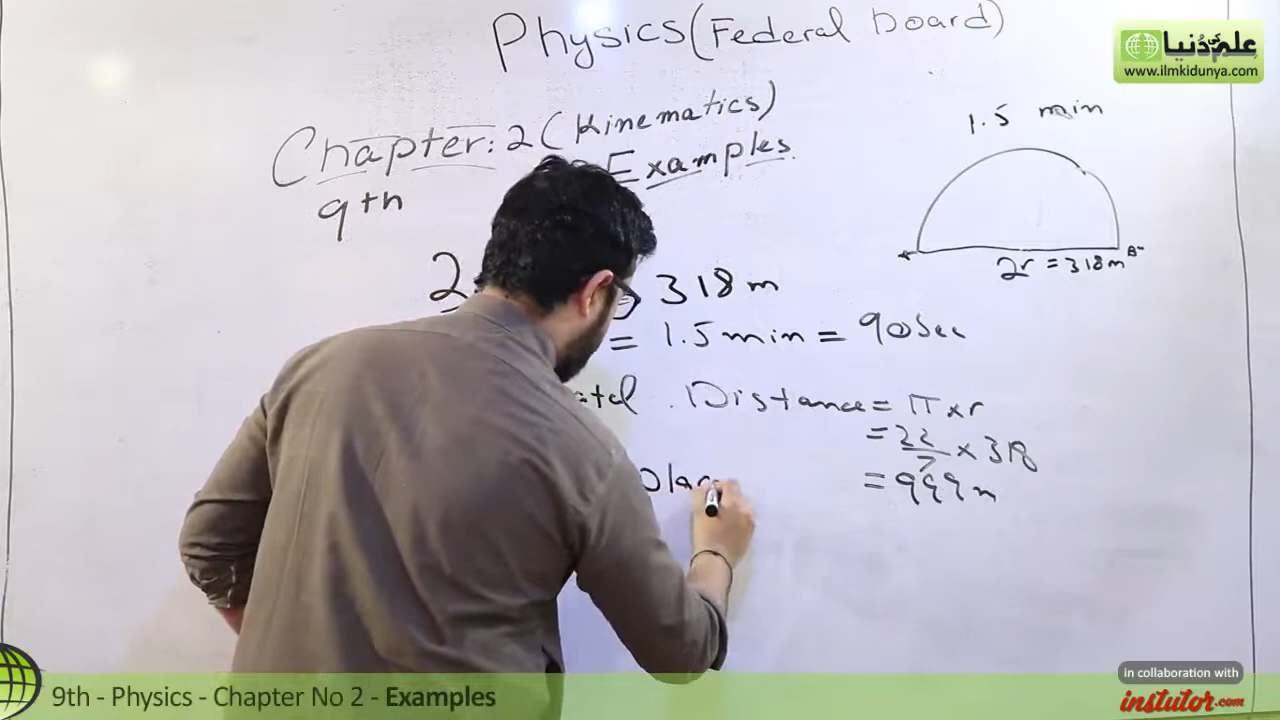 Physics (Federal Board)
علم کی دنیا
www.ilmkidunya.com
Chapter: 2 (Kinematics)
Examples
9th
1.5 min
2r = 318m B
2
318 m
= 1.5 min = 90 Sec
Distance = π x r
= 22/7 x 318
= 999 m
in collaboration with
instutor.com
9th - Physics - Chapter No 2 - Examples